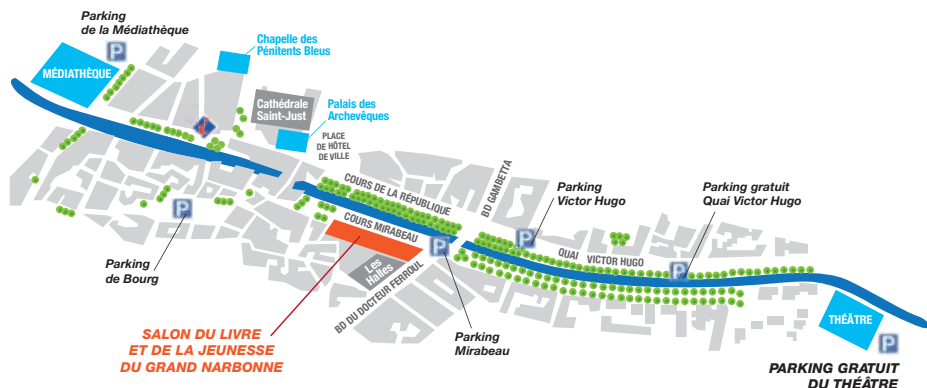 Parking
de la Médiathèque
P
MÉDIATHÈQUE
Chapelle des
Pénitents Bleus
Cathédrale
Saint-Just
Palais des
Archevêques
PLACE
DE HÔTEL
DE VILLE
i
COURS DE LA RÉPUBLIQUE
BD GAMBETTA
COURS MIRABEAU
Les
Halles
BD DU DOCTEUR FERROUL
P
Parking
de Bourg
P
Parking
Mirabeau
Parking
Victor Hugo
P
QUAI VICTOR HUGO
Parking gratuit
Quai Victor Hugo
P
THÉÂTRE
P
PARKING GRATUIT
DU THÉÂTRE
SALON DU LIVRE
ET DE LA JEUNESSE
DU GRAND NARBONNE